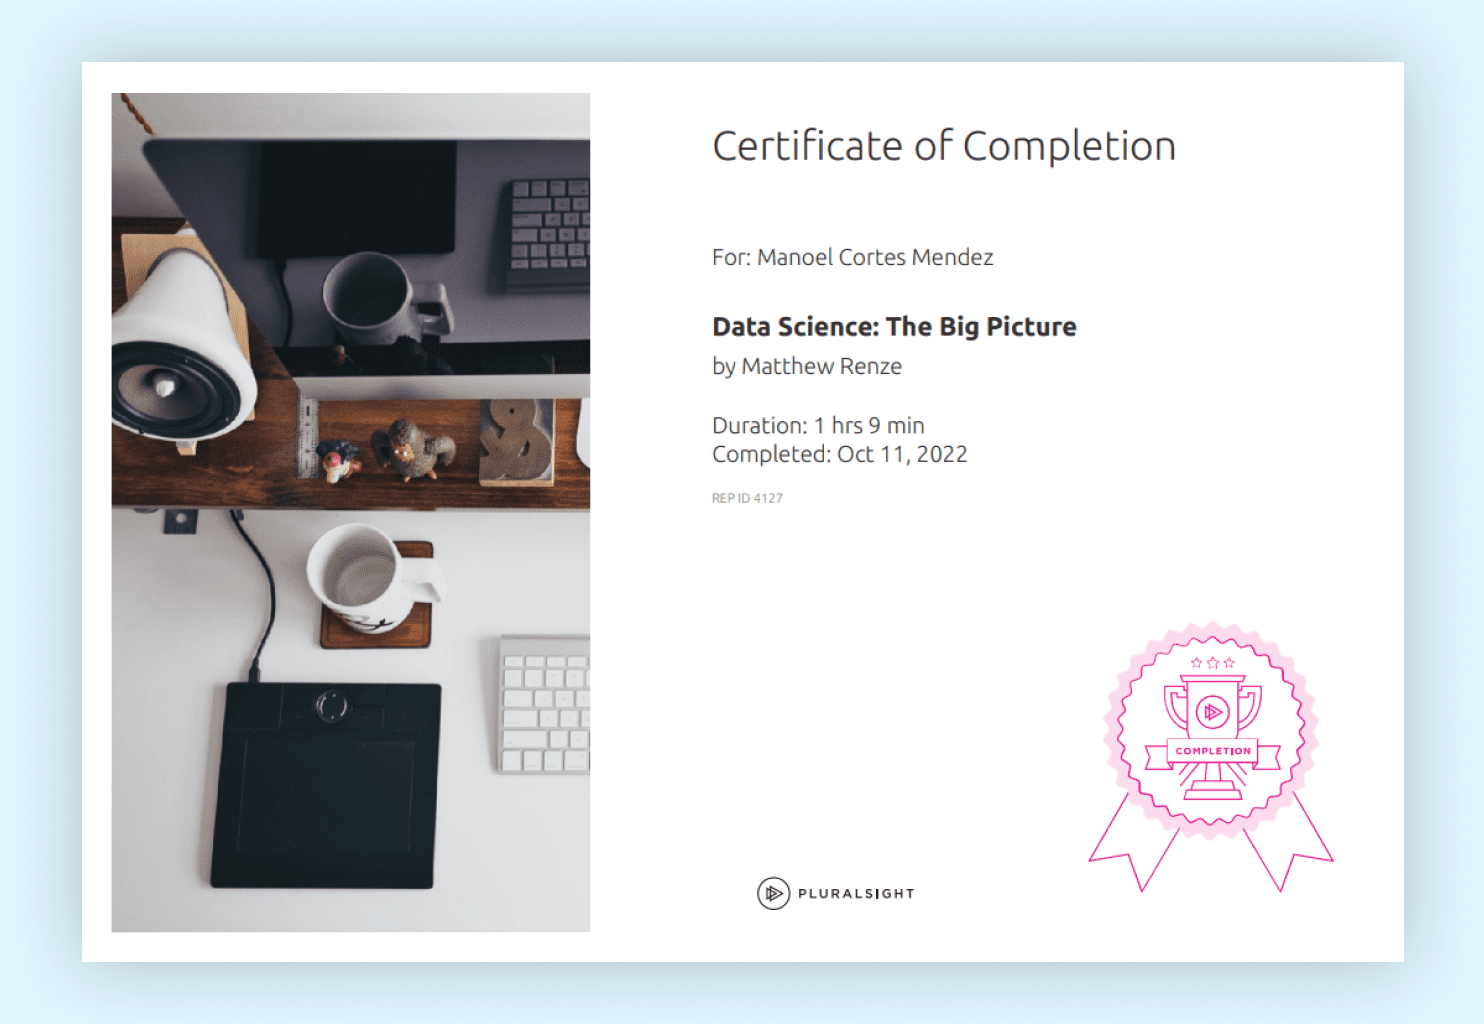 Certificate of Completion
For: Manoel Cortes Mendez
Data Science: The Big Picture
by Matthew Renze
Duration: 1 hrs 9 min
Completed: Oct 11, 2022
REP ID 4127
COMPLETION
PLURALSIGHT